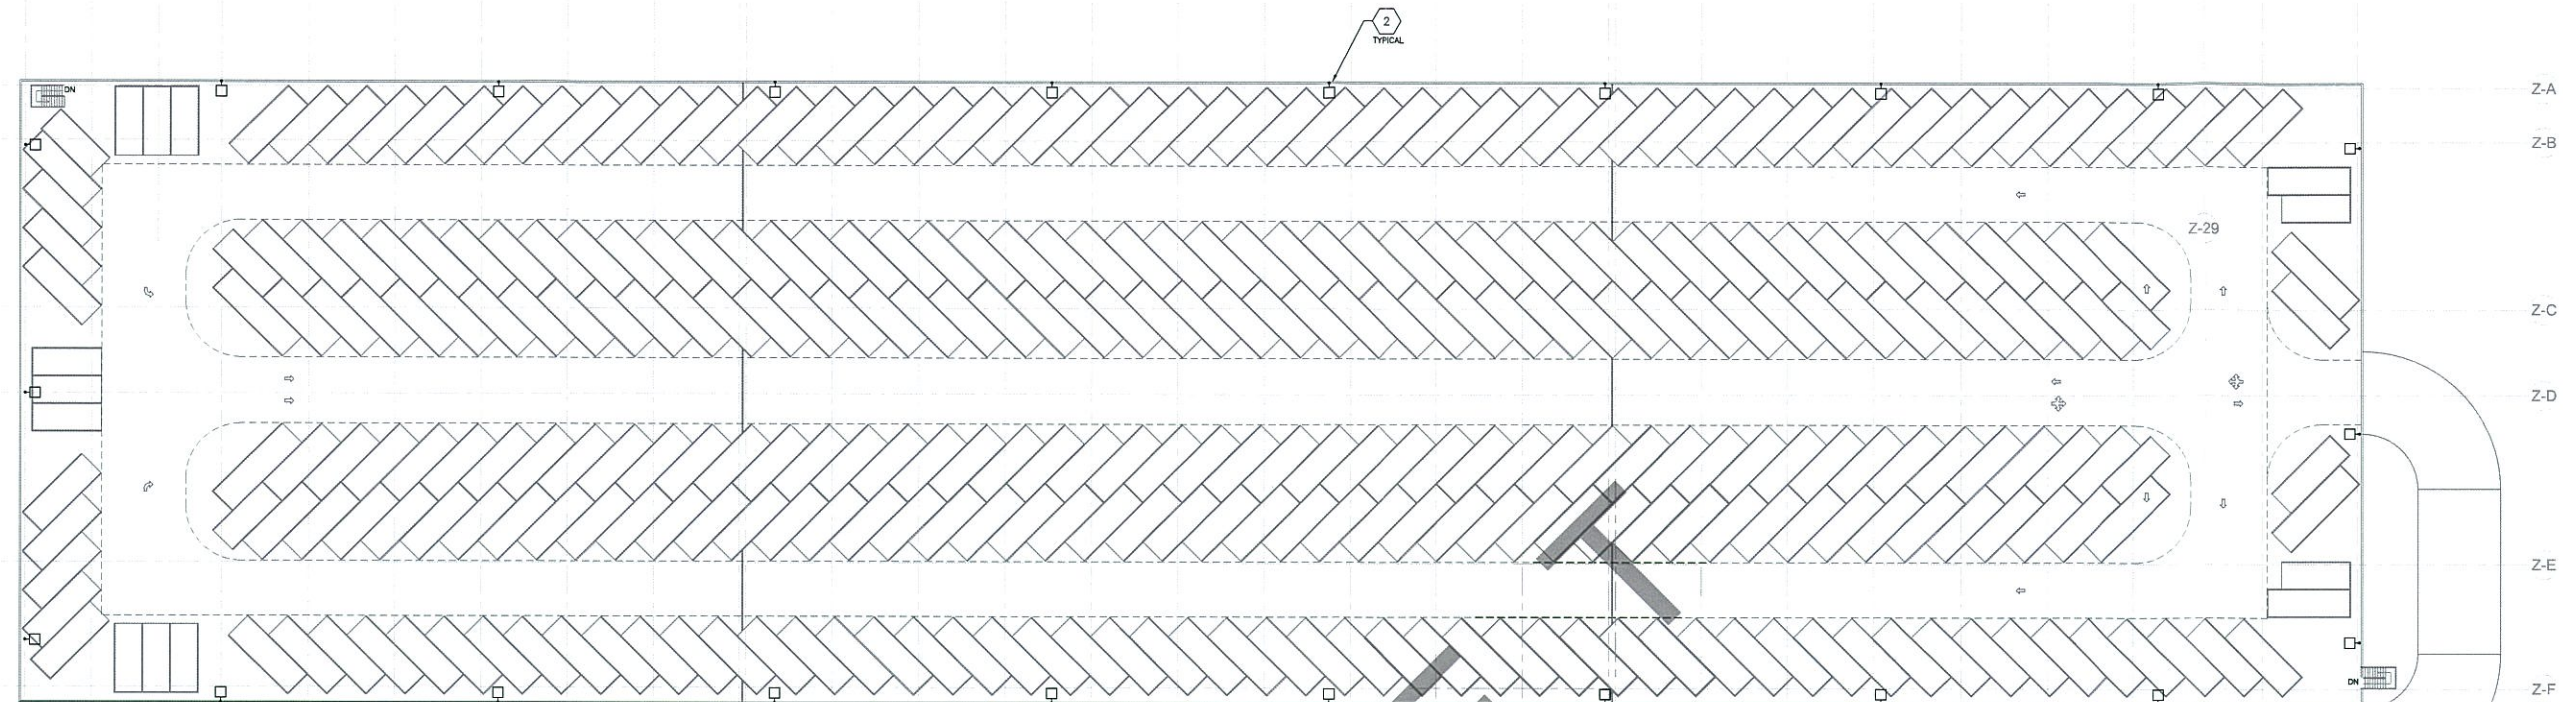 2
TYPICAL
DN
Z-A
Z-B
Z-29
Z-C
Z-D
Z-E
DN
Z-F